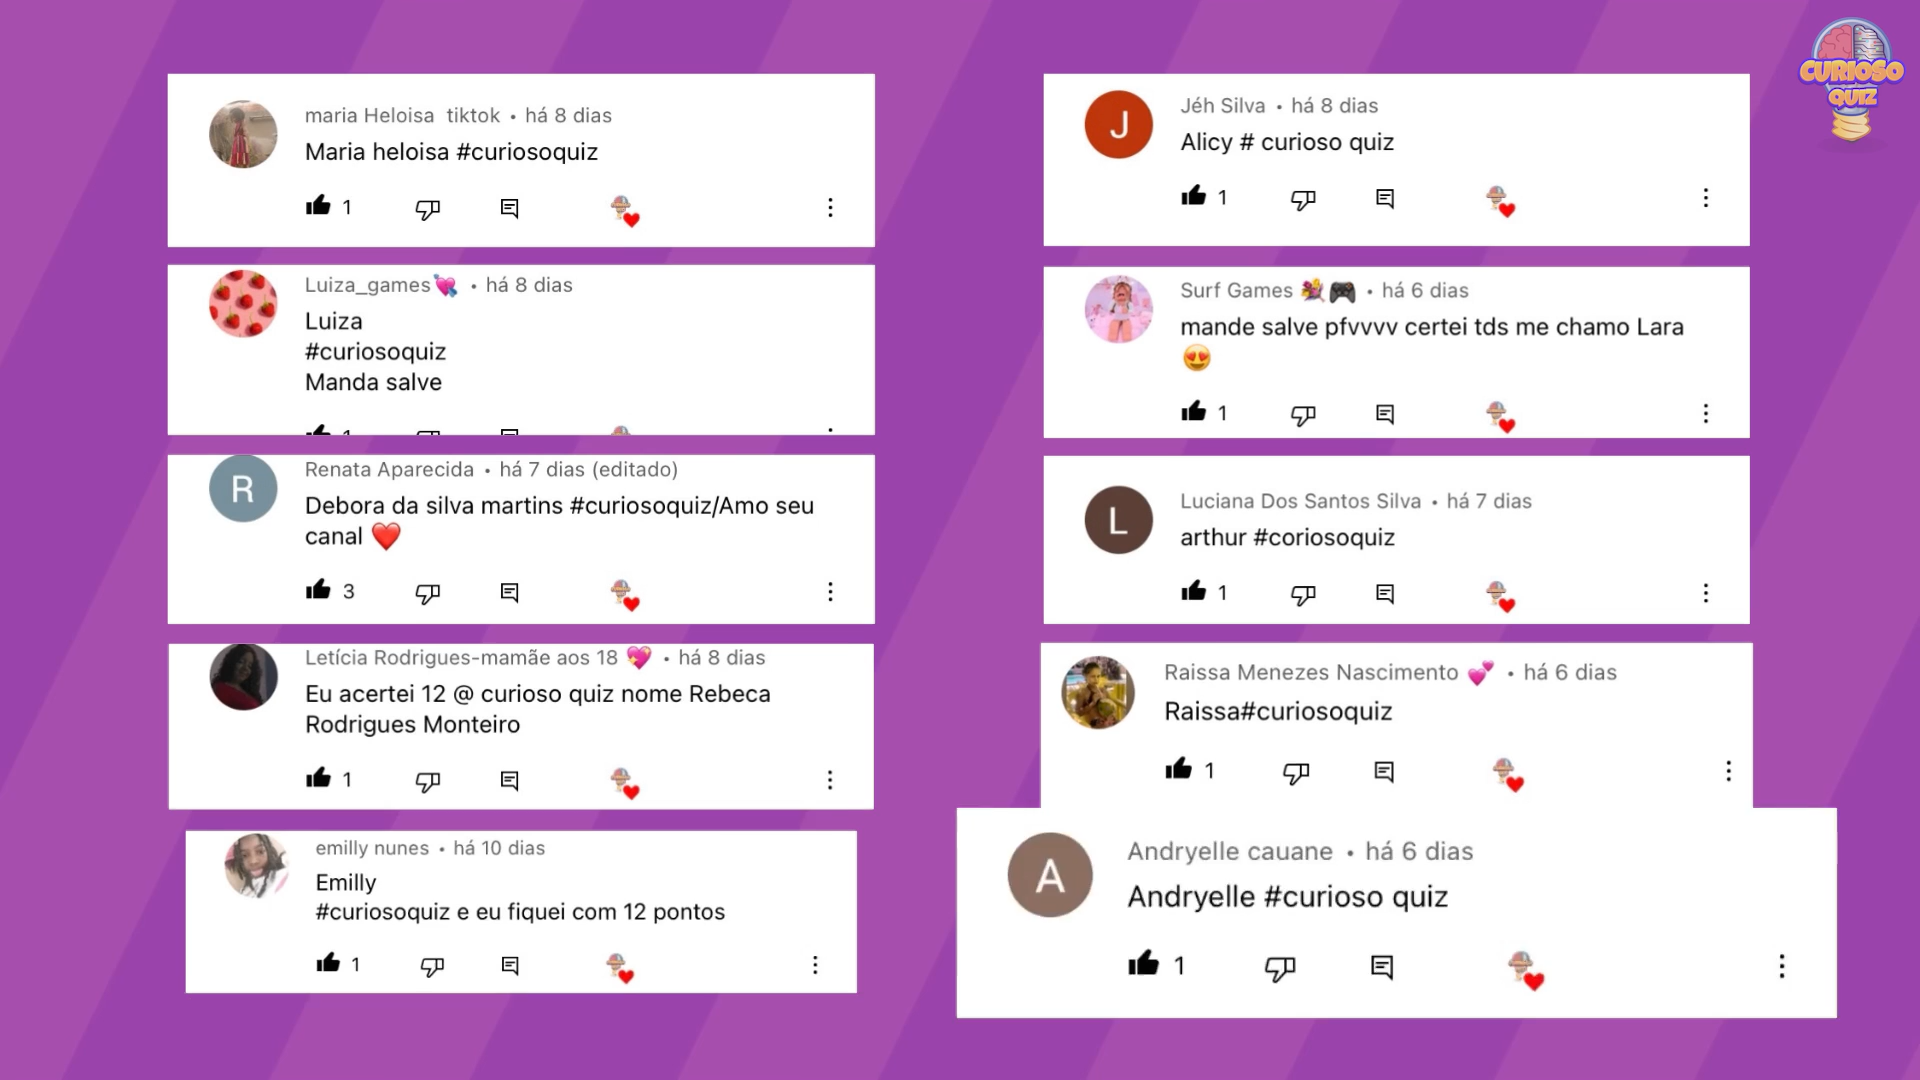 CURIOSO
QUIZ
maria Heloisa tiktok • há 8 dias
Maria heloisa #curiosoquiz
1
Luiza_games💘 • há 8 dias
Luiza
#curiosoquiz
Manda salve
1
R
Renata Aparecida • há 7 dias (editado)
Debora da silva martins #curiosoquiz/Amo seu
canal ❤️
3
Letícia Rodrigues-mamãe aos 18 💖 • há 8 dias
Eu acertei 12 @ curioso quiz nome Rebeca
Rodrigues Monteiro
1
emilly nunes • há 10 dias
Emilly
#curiosoquiz e eu fiquei com 12 pontos
1
J
Jéh Silva • há 8 dias
Alicy # curioso quiz
1
Surf Games 💐🎮 • há 6 dias
mande salve pfvvvv certei tds me chamo Lara
😍
1
L
Luciana Dos Santos Silva • há 7 dias
arthur #coriosoquiz
1
Raissa Menezes Nascimento 💕 • há 6 dias
Raissa#curiosoquiz
1
A
Andryelle cauane • há 6 dias
Andryelle #curioso quiz
1